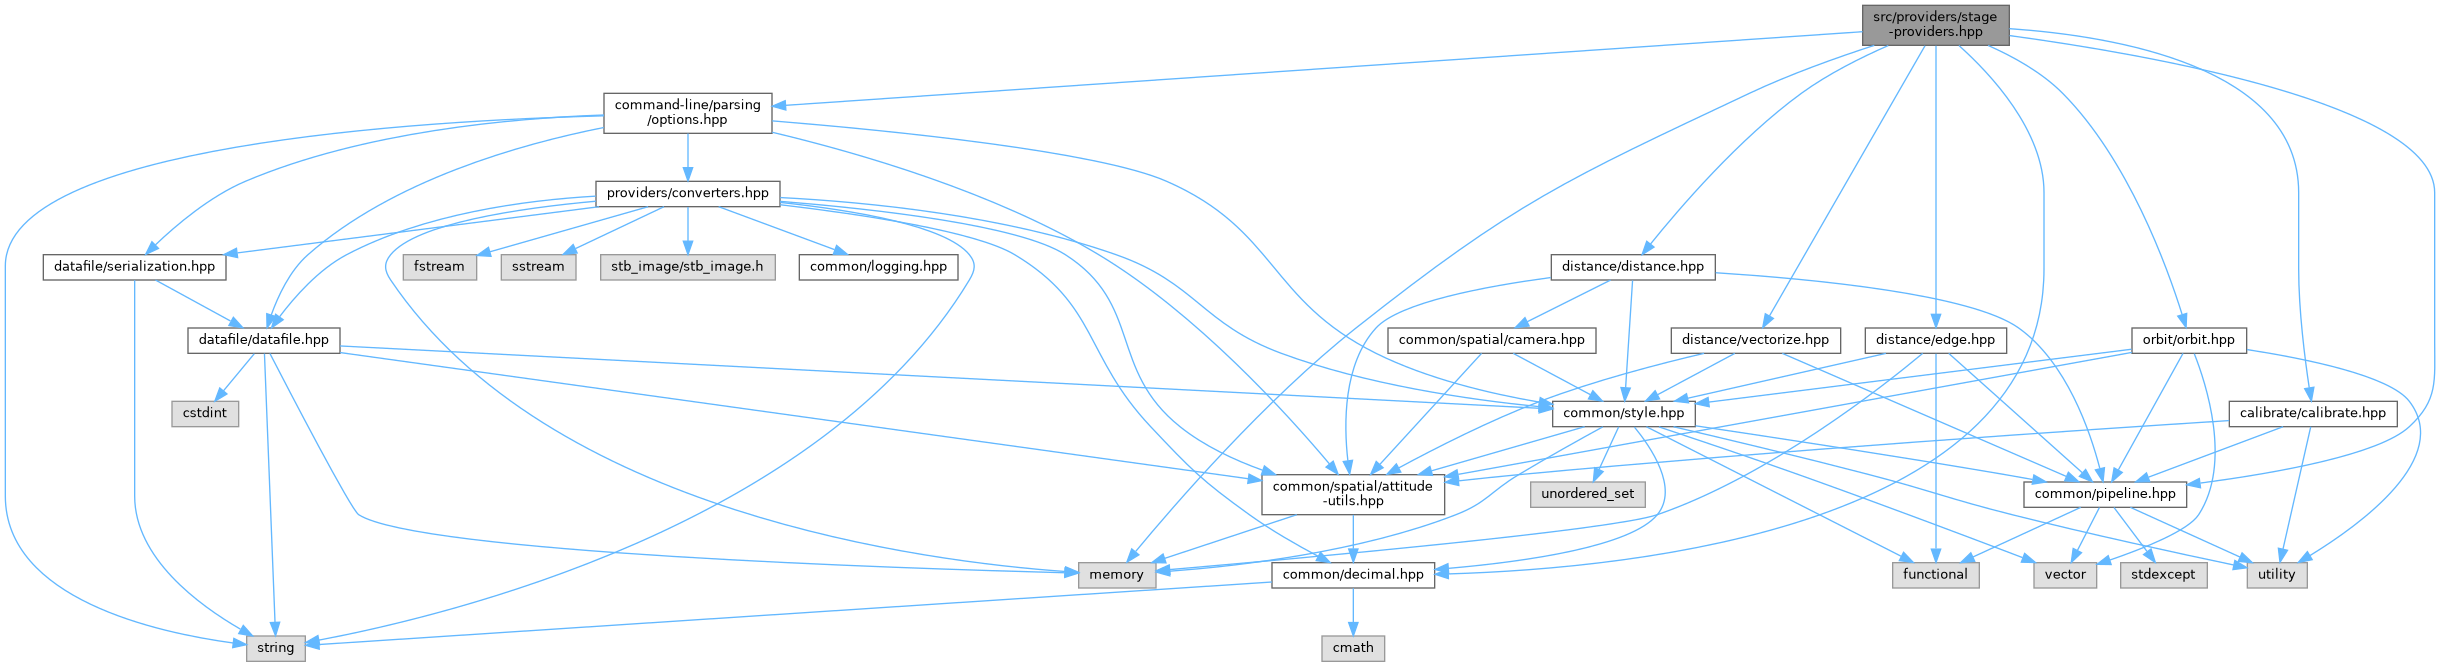 src/providers/stage
-providers.hpp
command-line/parsing
/options.hpp
providers/converters.hpp
datafile/serialization.hpp
fstream
sstream
stb_image/stb_image.h
common/logging.hpp
distance/distance.hpp
datafile/datafile.hpp
common/spatial/camera.hpp
distance/vectorize.hpp
distance/edge.hpp
orbit/orbit.hpp
cstdint
common/style.hpp
calibrate/calibrate.hpp
common/spatial/attitude
-utils.hpp
unordered_set
common/pipeline.hpp
memory
common/decimal.hpp
functional
vector
stdexcept
utility
string
cmath